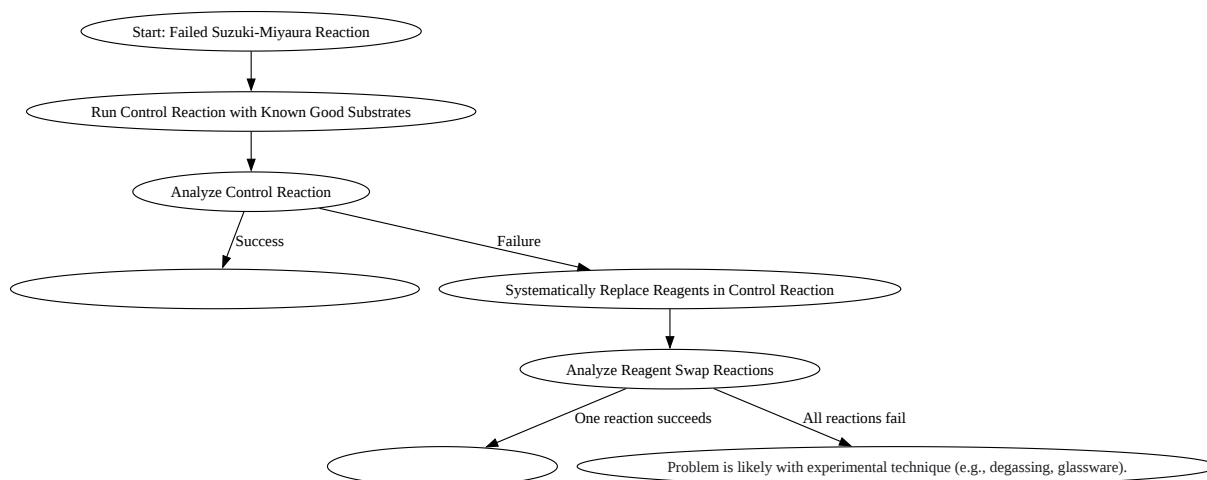 Start: Failed Suzuki-Miyaura Reaction
Run Control Reaction with Known Good Substrates
Analyze Control Reaction
Success
Failure
Systematically Replace Reagents in Control Reaction
Analyze Reagent Swap Reactions
One reaction succeeds
All reactions fail
Problem is likely with experimental technique (e.g., degassing, glassware).